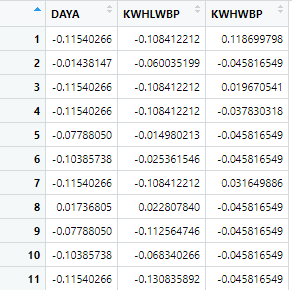 DAYA KWHLWBP KWHWBP
1 -0.11540266 -0.108412212 0.118699798
2 -0.01438147 -0.060035199 -0.045816549
3 -0.11540266 -0.108412212 0.019670541
4 -0.11540266 -0.108412212 -0.037830318
5 -0.07788050 -0.014980213 -0.045816549
6 -0.10385738 -0.025361546 -0.045816549
7 -0.11540266 -0.108412212 0.031649886
8 0.01736805 0.022807840 -0.045816549
9 -0.07788050 -0.112564746 -0.045816549
10 -0.10385738 -0.068340266 -0.045816549
11 -0.11540266 -0.130835892 -0.045816549